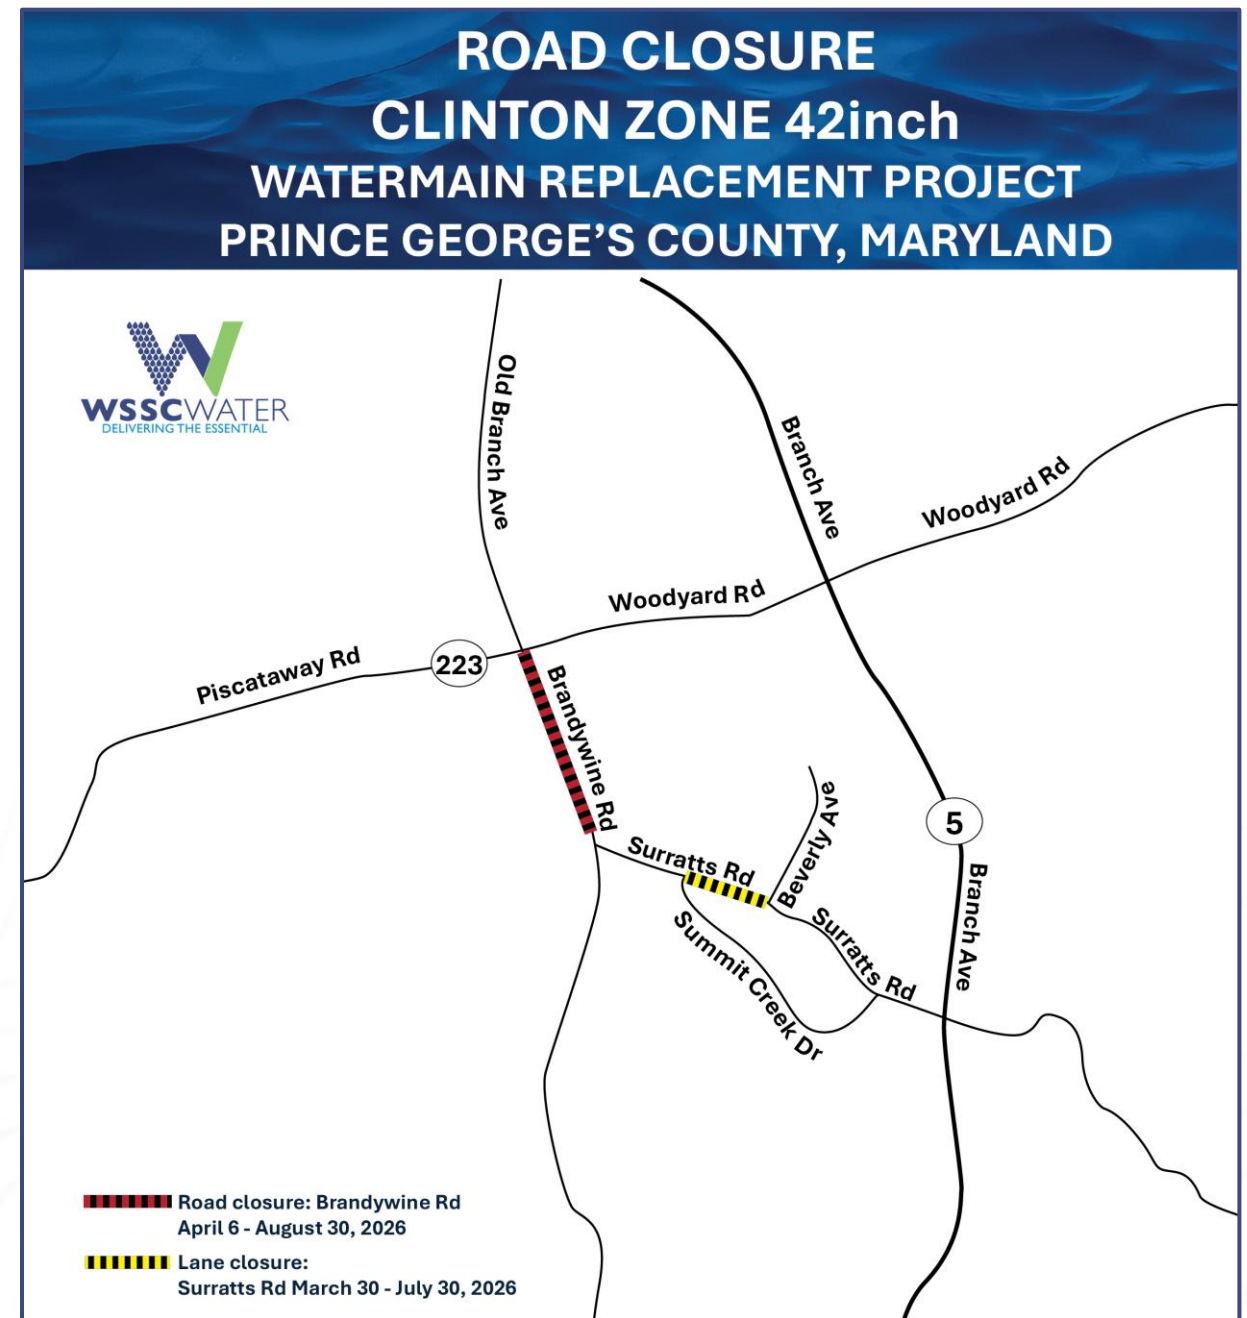 ROAD CLOSURE
CLINTON ZONE 42inch
WATERMAIN REPLACEMENT PROJECT
PRINCE GEORGE’S COUNTY, MARYLAND
WSSCWATER
DELIVERING THE ESSENTIAL
Old Branch Ave
Branch Ave
Woodyard Rd
Woodyard Rd
Piscataway Rd
223
Brandywine Rd
Surratts Rd
Beverly Ave
5
Branch Ave
Surratts Rd
Summit Creek Dr
Road closure: Brandywine Rd
April 6 - August 30, 2026
Lane closure:
Surratts Rd March 30 - July 30, 2026